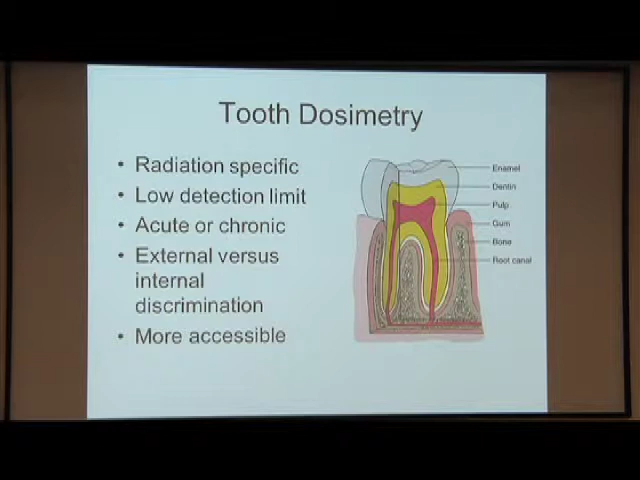 Tooth Dosimetry
• Radiation specific
• Low detection limit
• Acute or chronic
• External versus
internal
discrimination
• More accessible
Enamel
Dentin
Pulp
Gum
Bone
Root canal